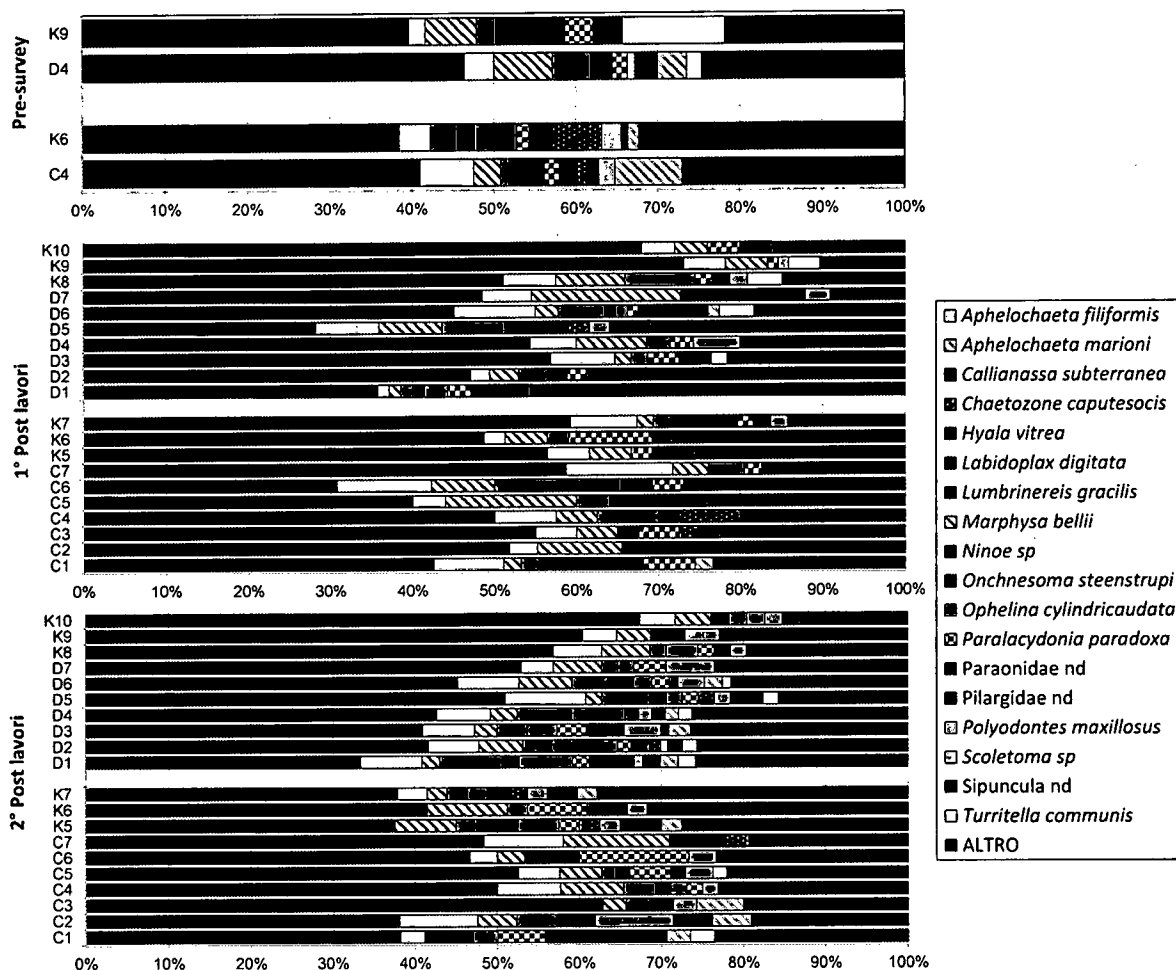 Pre-survey
K9
D4
K6
C4
0% 10% 20% 30% 40% 50% 60% 70% 80% 90% 100%
1° Post lavori
K10
K9
K8
D7
D6
D5
D4
D3
D2
D1
K7
K6
K5
C7
C6
C5
C4
C3
C2
C1
0% 10% 20% 30% 40% 50% 60% 70% 80% 90% 100%
2° Post lavori
K10
K9
K8
D7
D6
D5
D4
D3
D2
D1
K7
K6
K5
C7
C6
C5
C4
C3
C2
C1
0% 10% 20% 30% 40% 50% 60% 70% 80% 90% 100%
Aphelochaeta filiformis
Aphelochaeta marioni
Callianassa subterranea
Chaetozone caputesocis
Hyala vitrea
Labidoplax digitata
Lumbrinereis gracilis
Marphysa bellii
Ninoe sp
Onchnesoma steenstrupi
Ophelina cylindricaudata
Paralacydonia paradoxa
Paraonidae nd
Pilargidae nd
Polyodontes maxillosus
Scoletoma sp
Sipuncula nd
Turritella communis
ALTRO